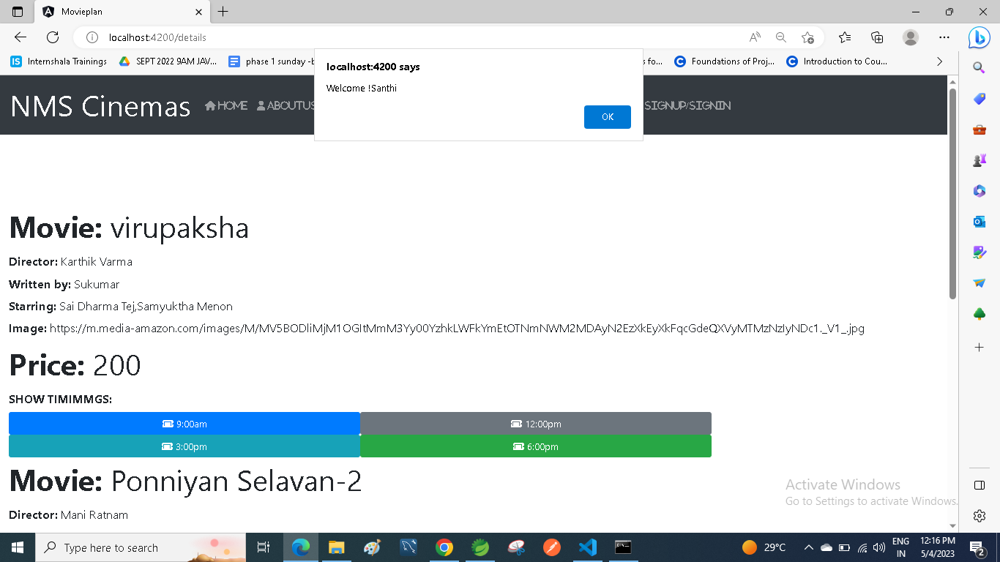 Movieplan
localhost:4200/details
Internshala Trainings
SEPT 2022 9AM JAV...
phase 1 sunday -b
s fo...
Foundations of Proj...
Introduction to Cou...
localhost:4200 says
Welcome !Santhi
OK
NMS Cinemas
HOME
ABOUTUS
SIGNUP/SIGNIN
Movie: virupaksha
Director: Karthik Varma
Written by: Sukumar
Starring: Sai Dharma Tej,Samyuktha Menon
Image: https://m.media-amazon.com/images/M/MV5BODliMjM1OGItMmM3Yy00YzhkLWFkYmEtOTNmNWM2MDAyN2EzXkEyXkFqcGdeQXVyMTMzNzIyNDc1._V1_.jpg
Price: 200
SHOW TIMIMMGS:
9:00am
12:00pm
3:00pm
6:00pm
Movie: Ponniyan Selavan-2
Director: Mani Ratnam
Activate Windows
Go to Settings to activate Windows.
Type here to search
29°C
ENG
IN
12:16 PM
5/4/2023
2